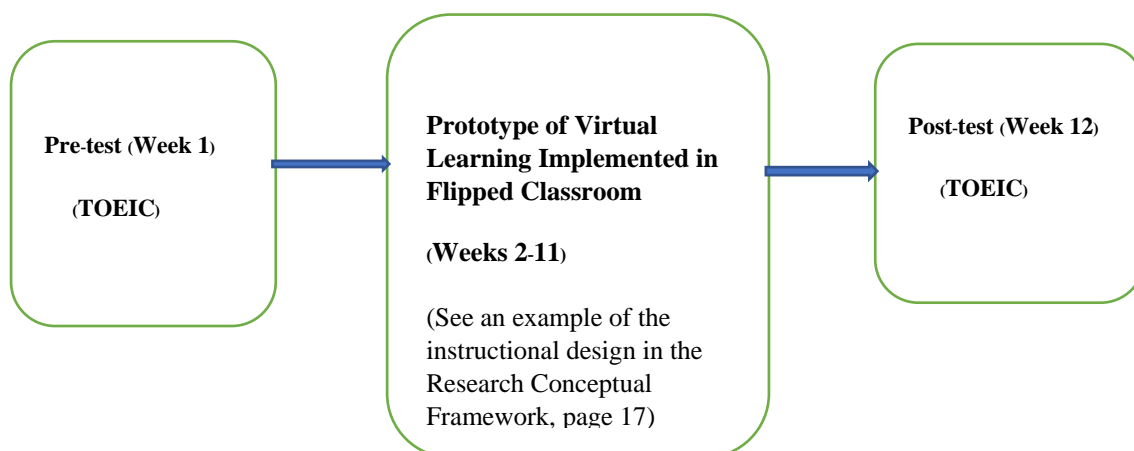 Pre-test (Week 1)
(TOEIC)
Prototype of Virtual
Learning Implemented in
Flipped Classroom
(Weeks 2-11)
(See an example of the
instructional design in the
Research Conceptual
Framework, page 17)
Post-test (Week 12)
(TOEIC)